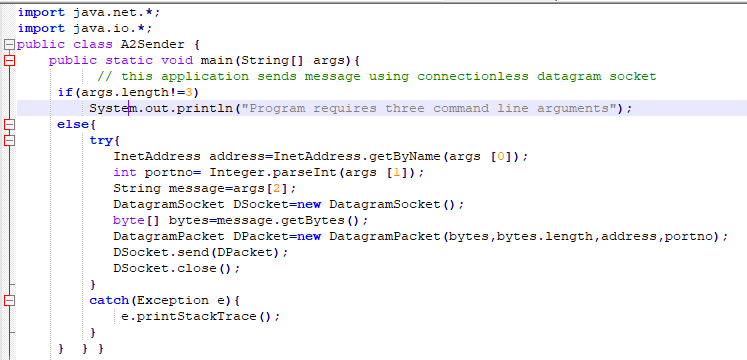 import java.net.*;
import java.io.*;
public class A2Sender {
    public static void main(String[] args){
          // this application sends message using connectionless datagram socket
     if(args.length!=3)
         System.out.println("Program requires three command line arguments");
     else{
         try{
            InetAddress address=InetAddress.getByName(args [0]);
            int portno= Integer.parseInt(args [1]);
            String message=args[2];
            DatagramSocket DSocket=new DatagramSocket();
            byte[] bytes=message.getBytes();
            DatagramPacket DPacket=new DatagramPacket(bytes,bytes.length,address,portno);
            DSocket.send(DPacket);
            DSocket.close();
         }
         catch(Exception e){
             e.printStackTrace();
         }
     }  } }